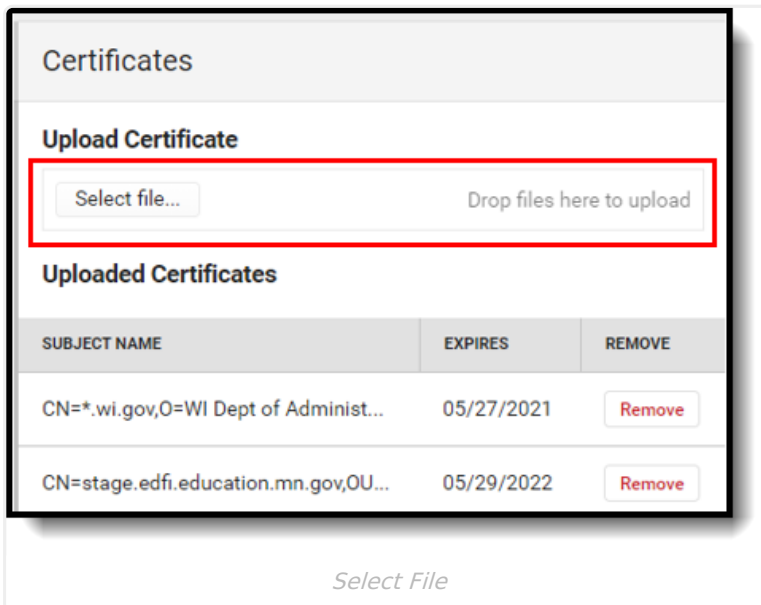 Certificates
Upload Certificate
Select file... Drop files here to upload
Uploaded Certificates
SUBJECT NAME EXPIRES REMOVE
CN=*.wi.gov,O=WI Dept of Administ... 05/27/2021 Remove
CN=stage.edfi.education.mn.gov,OU... 05/29/2022 Remove
Select File